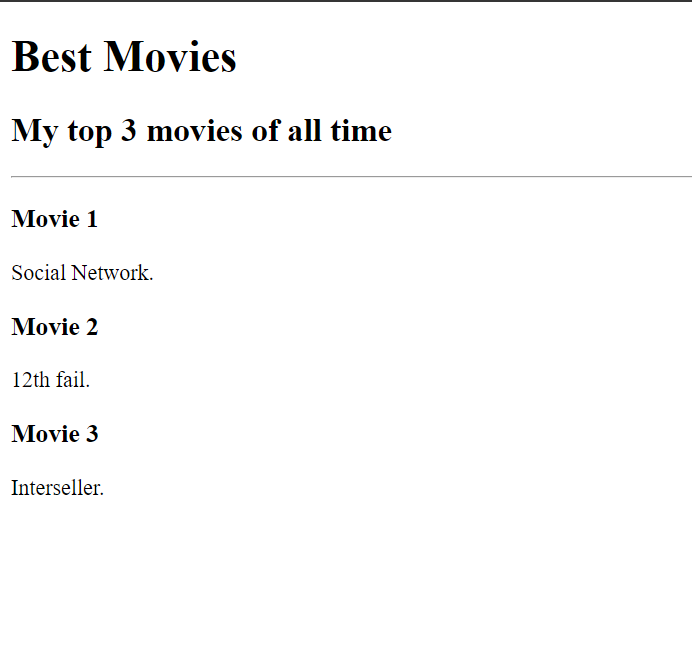 Best Movies
My top 3 movies of all time
Movie 1
Social Network.
Movie 2
12th fail.
Movie 3
Interseller.